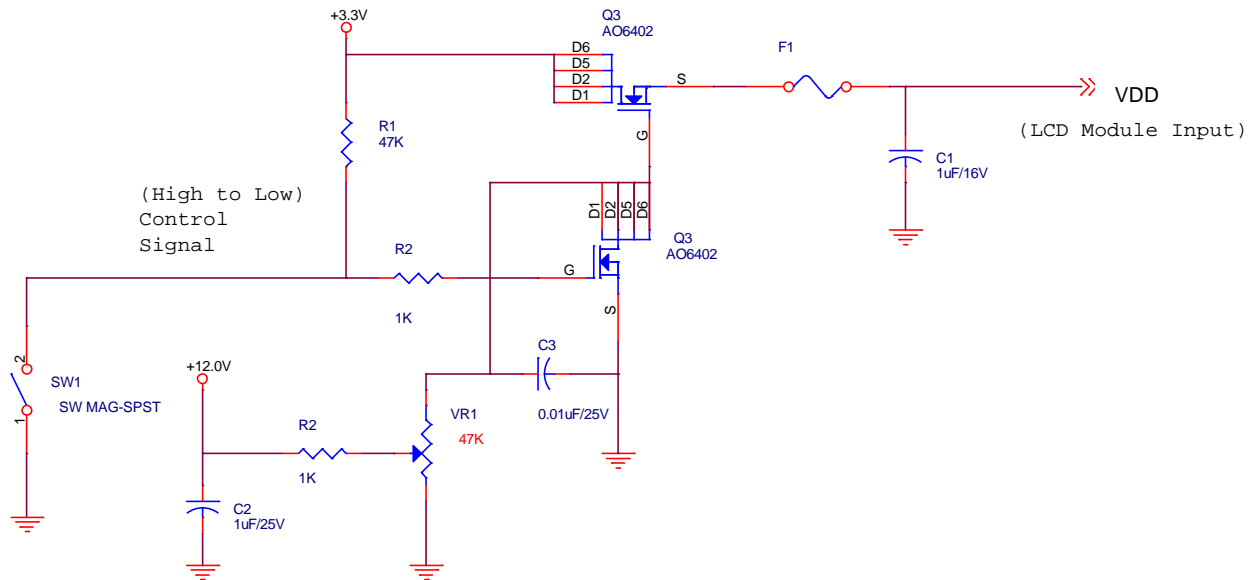 +3.3V
Q3
AO6402
D6
D5
D2
D1
S
G
F1
VDD
(LCD Module Input)
R1
47K
C1
1uF/16V
(High to Low)
Control
Signal
D1
D2
D5
D6
Q3
AO6402
R2
1K
G
S
C3
0.01uF/25V
2
1
SW1
SW MAG-SPST
+12.0V
R2
1K
VR1
47K
C2
1uF/25V